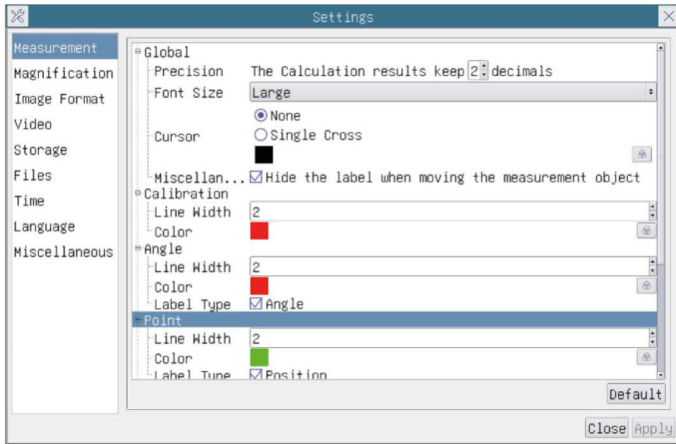 Settings
Measurement
Magnification
Image Format
Video
Storage
Files
Time
Language
Miscellaneous
Global
Precision The Calculation results keep 2 decimals
Font Size Large
Cursor
None
Single Cross
Miscellan... Hide the label when moving the measurement object
Calibration
Line Width 2
Color
Angle
Line Width 2
Color
Label Type Angle
Point
Line Width 2
Color
Label Type Position
Default
Close Apply